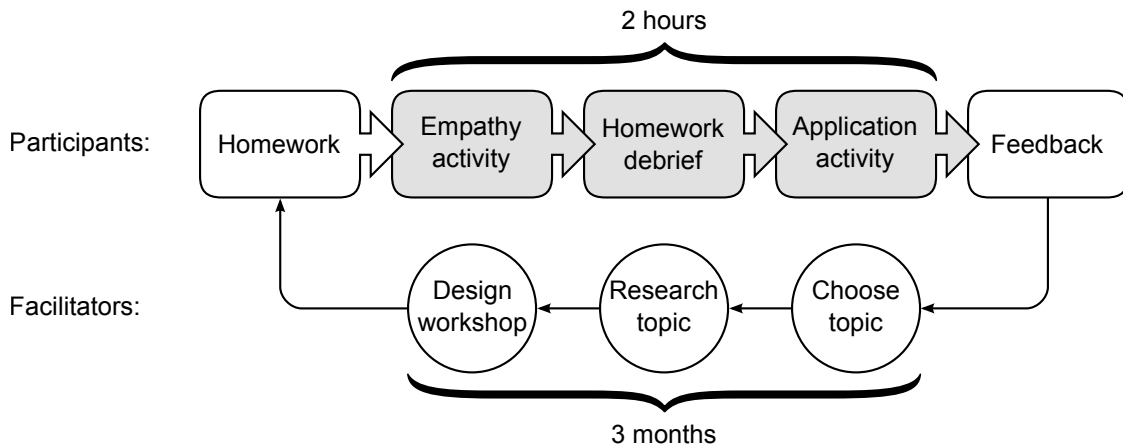 2 hours
Participants:
Homework
Empathy
activity
Homework
debrief
Application
activity
Feedback
Facilitators:
Design
workshop
Research
topic
Choose
topic
3 months